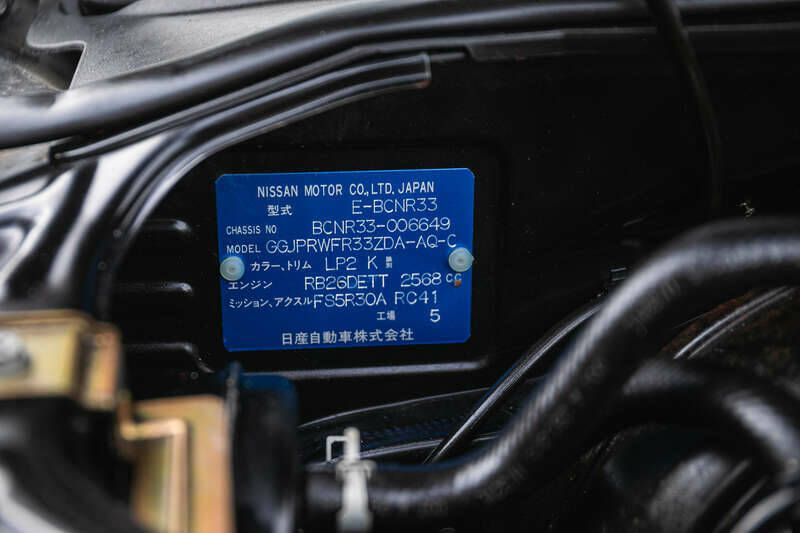 NISSAN MOTOR CO.,LTD. JAPAN
型式 E-BCNR33
CHASSIS NO BCNR33-006649
MODEL GGJPRWFR33ZDA-AQ-C
カラー、トリム LP2 K 識別
エンジン RB26DETT 2568 cc
ミッション、アクスル FS5R30A RC41
工場 5
日産自動車株式会社